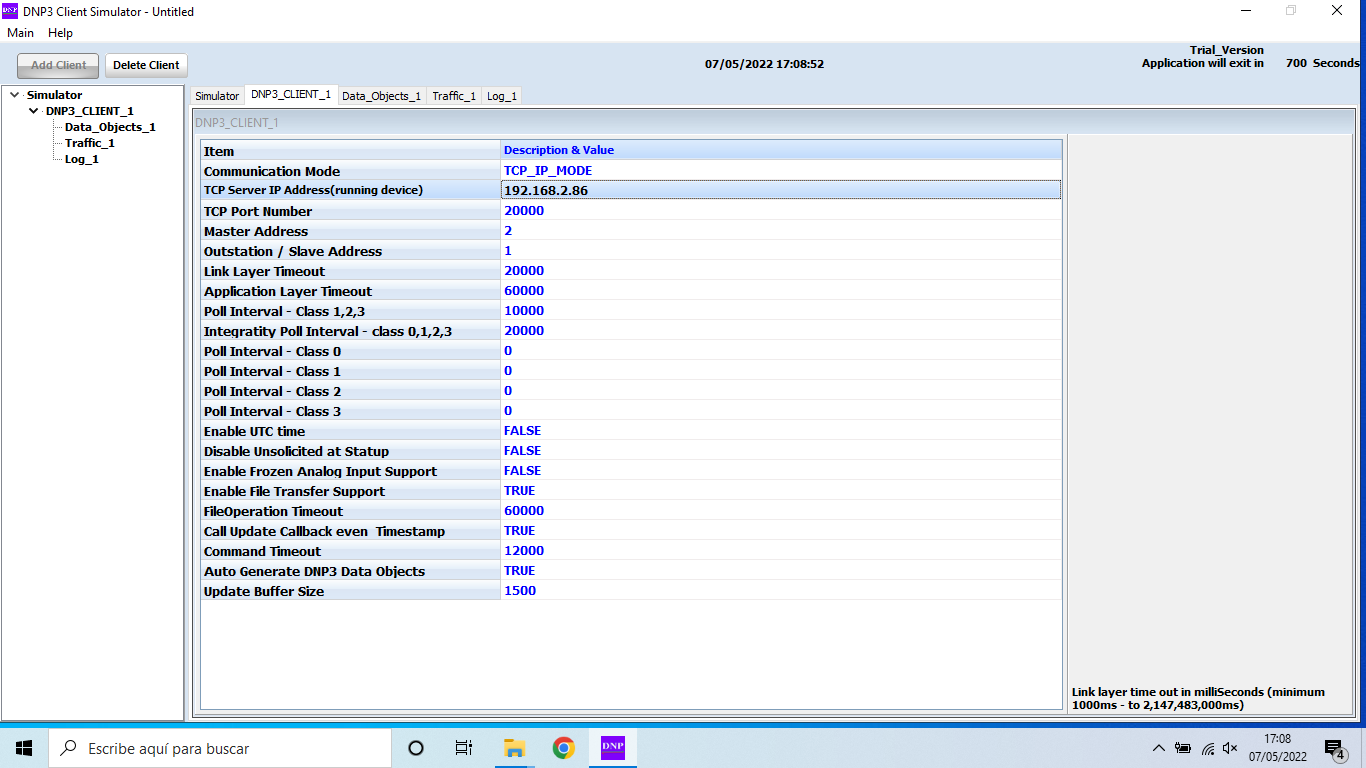 DNP DNP3 Client Simulator - Untitled
Main Help
Add Client Delete Client
07/05/2022 17:08:52
Trial_Version
Application will exit in 700 Seconds
Simulator
DNP3_CLIENT_1
Data_Objects_1
Traffic_1
Log_1
Simulator DNP3_CLIENT_1 Data_Objects_1 Traffic_1 Log_1
DNP3_CLIENT_1
Item Description & Value
Communication Mode TCP_IP_MODE
TCP Server IP Address(running device) 192.168.2.86
TCP Port Number 20000
Master Address 2
Outstation / Slave Address 1
Link Layer Timeout 20000
Application Layer Timeout 60000
Poll Interval - Class 1,2,3 10000
Integratity Poll Interval - class 0,1,2,3 20000
Poll Interval - Class 0 0
Poll Interval - Class 1 0
Poll Interval - Class 2 0
Poll Interval - Class 3 0
Enable UTC time FALSE
Disable Unsolicited at Statup FALSE
Enable Frozen Analog Input Support FALSE
Enable File Transfer Support TRUE
FileOperation Timeout 60000
Call Update Callback even  Timestamp TRUE
Command Timeout 12000
Auto Generate DNP3 Data Objects TRUE
Update Buffer Size 1500
Link layer time out in milliSeconds (minimum
1000ms - to 2,147,483,000ms)
Escribe aquí para buscar
DNP
17:08
07/05/2022
4